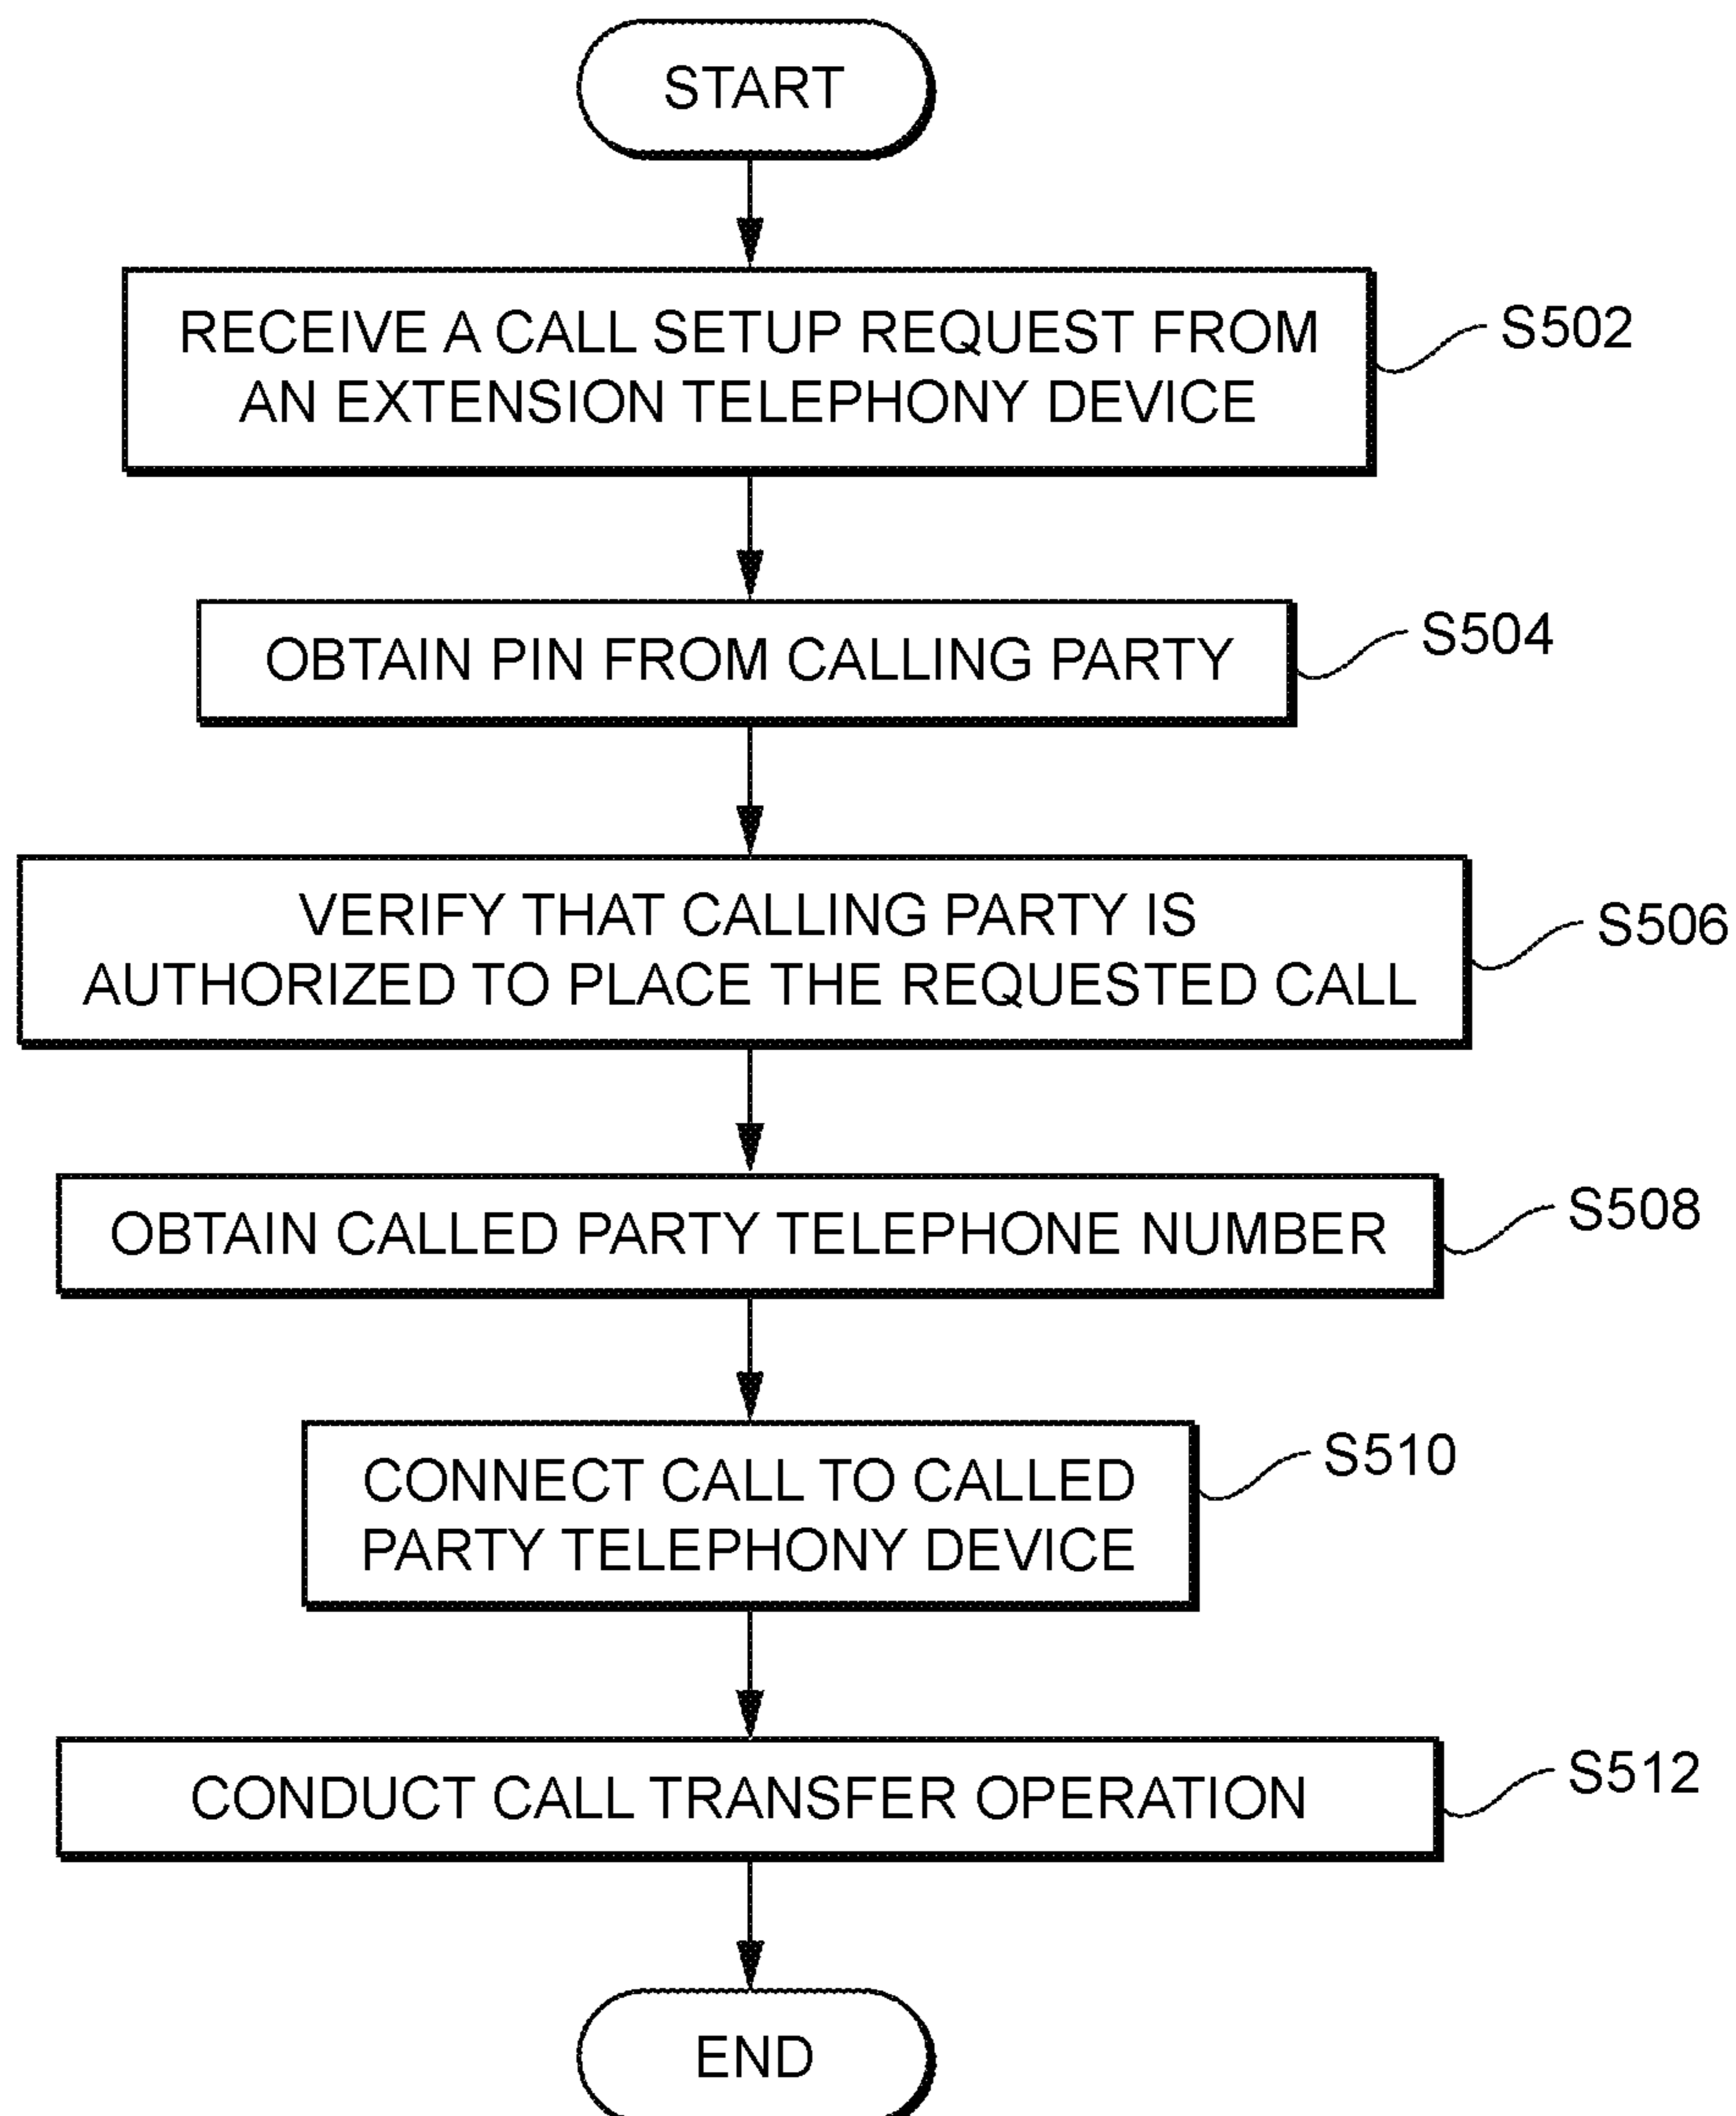 START
RECEIVE A CALL SETUP REQUEST FROM
AN EXTENSION TELEPHONY DEVICE
S502
OBTAIN PIN FROM CALLING PARTY
S504
VERIFY THAT CALLING PARTY IS
AUTHORIZED TO PLACE THE REQUESTED CALL
S506
OBTAIN CALLED PARTY TELEPHONE NUMBER
S508
CONNECT CALL TO CALLED
PARTY TELEPHONY DEVICE
S510
CONDUCT CALL TRANSFER OPERATION
S512
END